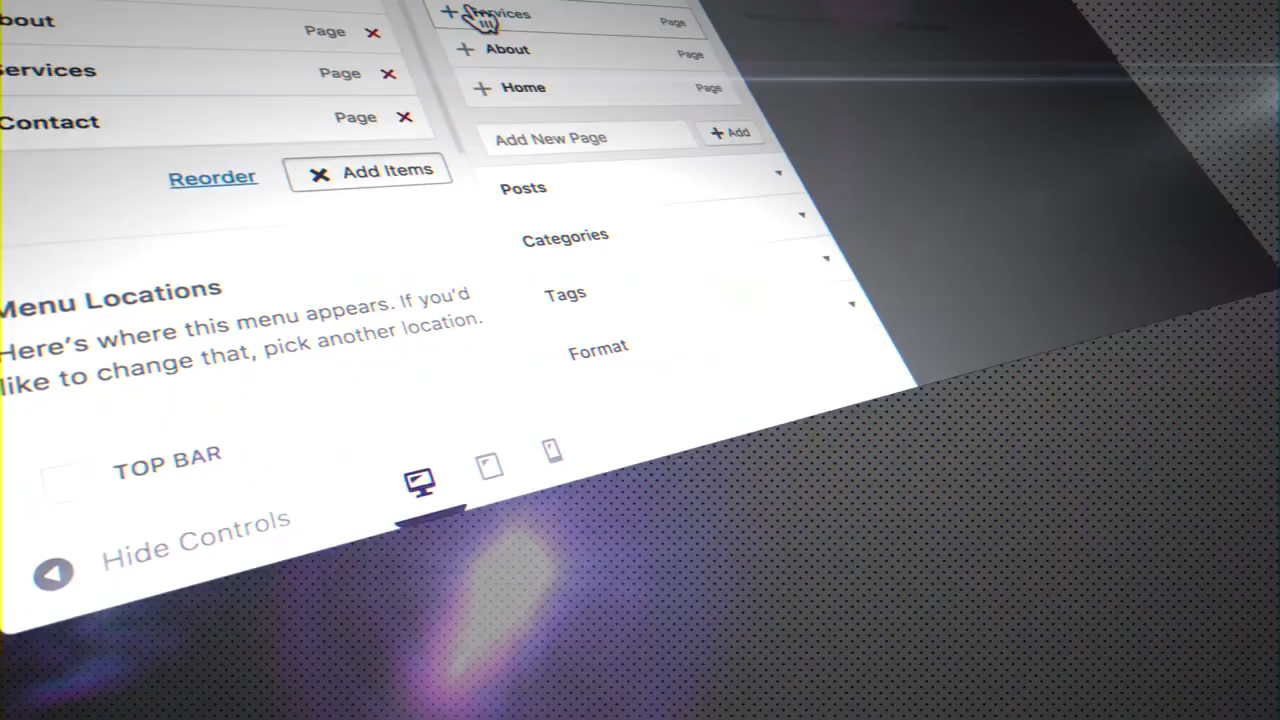 bout Page
ervices Page
Contact Page
Reorder Add Items
Menu Locations
Here's where this menu appears. If you'd
like to change that, pick another location.
TOP BAR
Hide Controls
Services Page
About Page
Home Page
Add New Page Add
Posts
Categories
Tags
Format